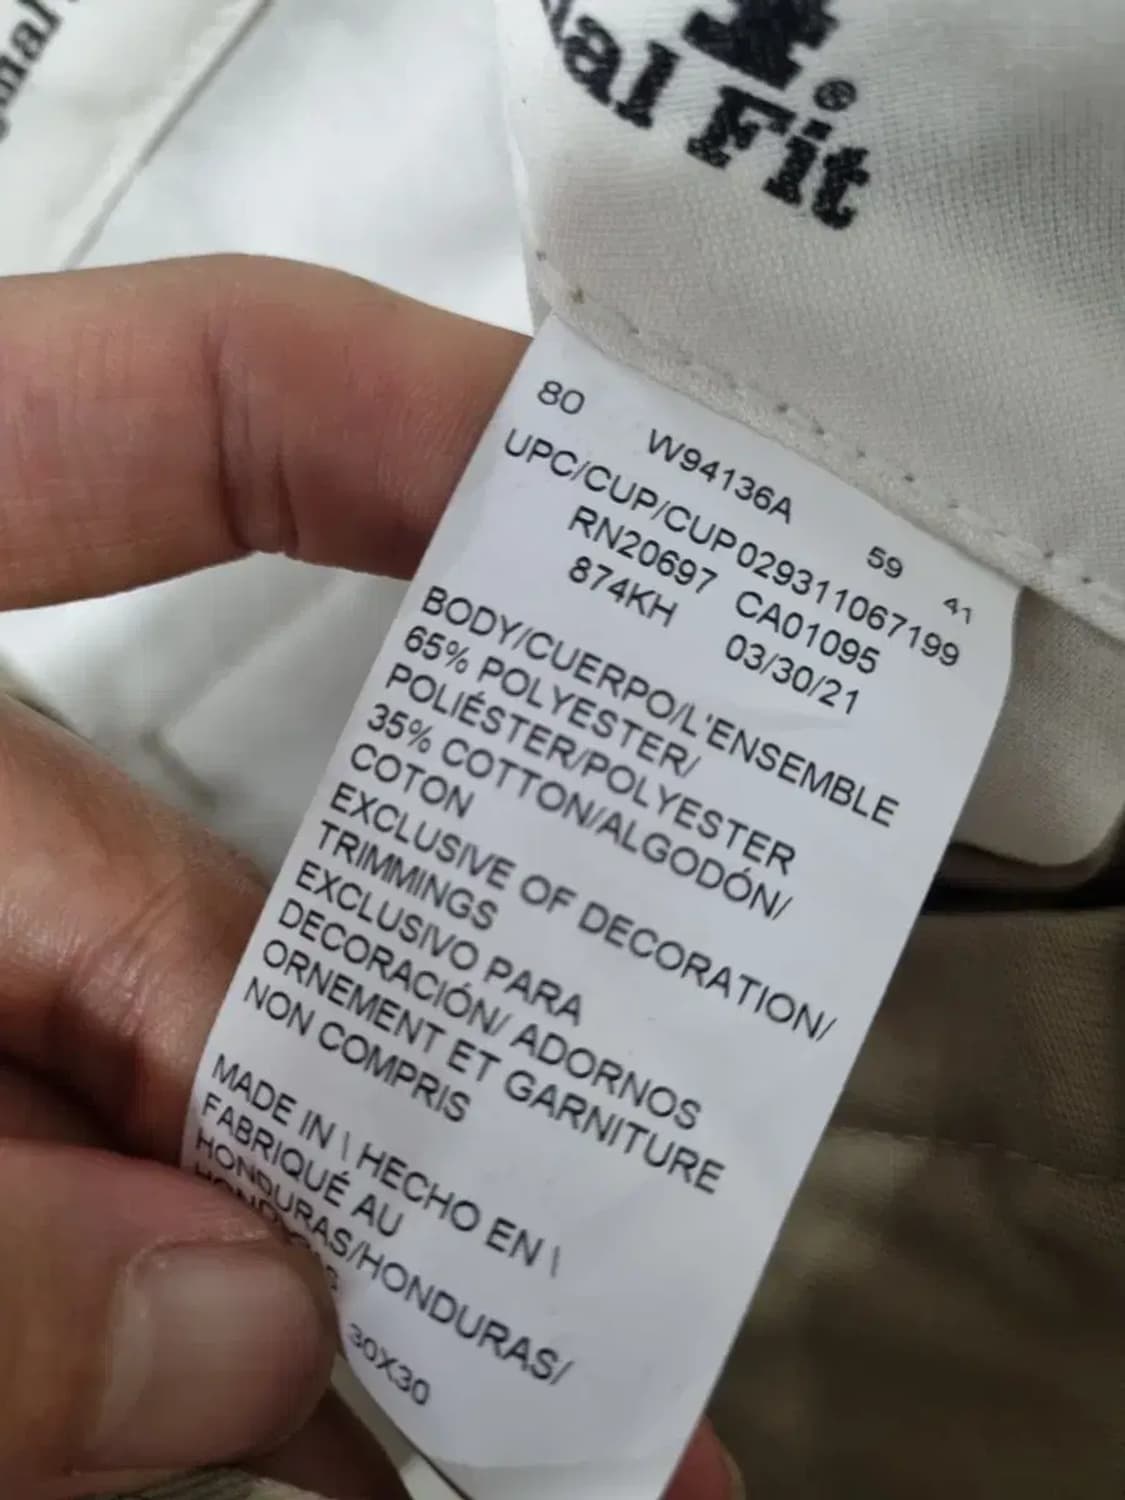 al Fit
®
80 W94136A 59 41
UPC/CUP/CUP 029311067199
RN20697 CA01095
874KH 03/30/21
BODY/CUERPO/L'ENSEMBLE
65% POLYESTER/
POLIÉSTER/POLYESTER
35% COTTON/ALGODÓN/
COTON
EXCLUSIVE OF DECORATION/
TRIMMINGS
EXCLUSIVO PARA
DECORACIÓN/ ADORNOS
ORNEMENT ET GARNITURE
NON COMPRIS
MADE IN \ HECHO EN \
FABRIQUÉ AU
HONDURAS/HONDURAS/
30X30